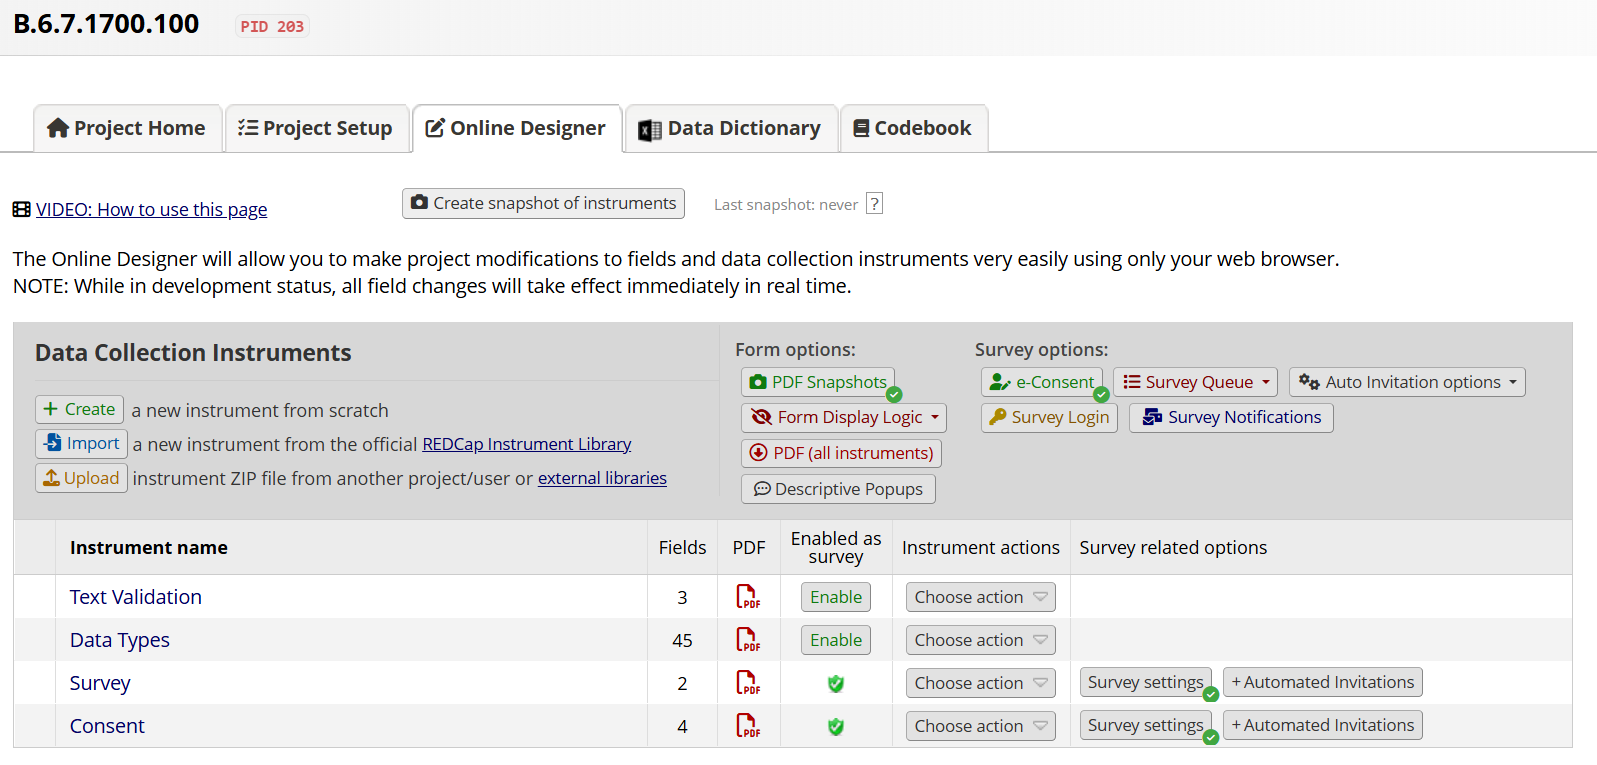 B.6.7.1700.100 PID 203
Project Home Project Setup Online Designer Data Dictionary Codebook
VIDEO: How to use this page Create snapshot of instruments Last snapshot: never ?
The Online Designer will allow you to make project modifications to fields and data collection instruments very easily using only your web browser.
NOTE: While in development status, all field changes will take effect immediately in real time.
Data Collection Instruments
+ Create a new instrument from scratch
Import a new instrument from the official REDCap Instrument Library
Upload instrument ZIP file from another project/user or external libraries
Form options:
PDF Snapshots
Form Display Logic
PDF (all instruments)
Descriptive Popups
Survey options:
e-Consent Survey Queue Auto Invitation options
Survey Login Survey Notifications
Instrument name Fields PDF Enabled as survey Instrument actions Survey related options
Text Validation 3 PDF Enable Choose action
Data Types 45 PDF Enable Choose action
Survey 2 PDF Choose action Survey settings + Automated Invitations
Consent 4 PDF Choose action Survey settings + Automated Invitations